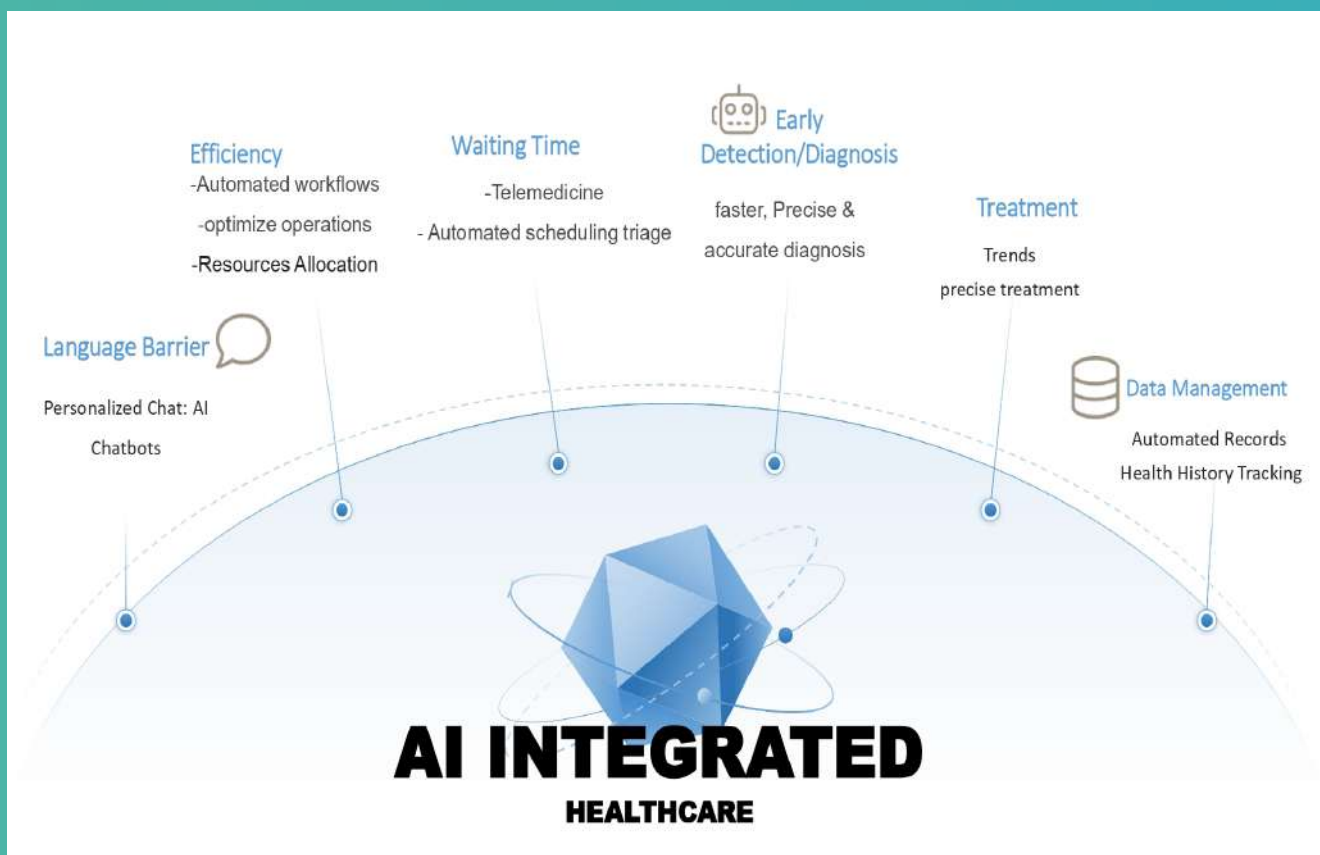 Language Barrier
Personalized Chat: AI
Chatbots
Efficiency
-Automated workflows
-optimize operations
-Resources Allocation
Waiting Time
-Telemedicine
- Automated scheduling triage
Early
Detection/Diagnosis
faster, Precise &
accurate diagnosis
Treatment
Trends
precise treatment
Data Management
Automated Records
Health History Tracking
AI INTEGRATED
HEALTHCARE